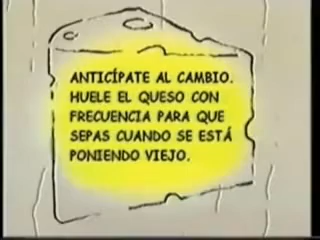 ANTICÍPATE AL CAMBIO.
HUELE EL QUESO CON
FRECUENCIA PARA QUE
SEPAS CUANDO SE ESTÁ
PONIENDO VIEJO.